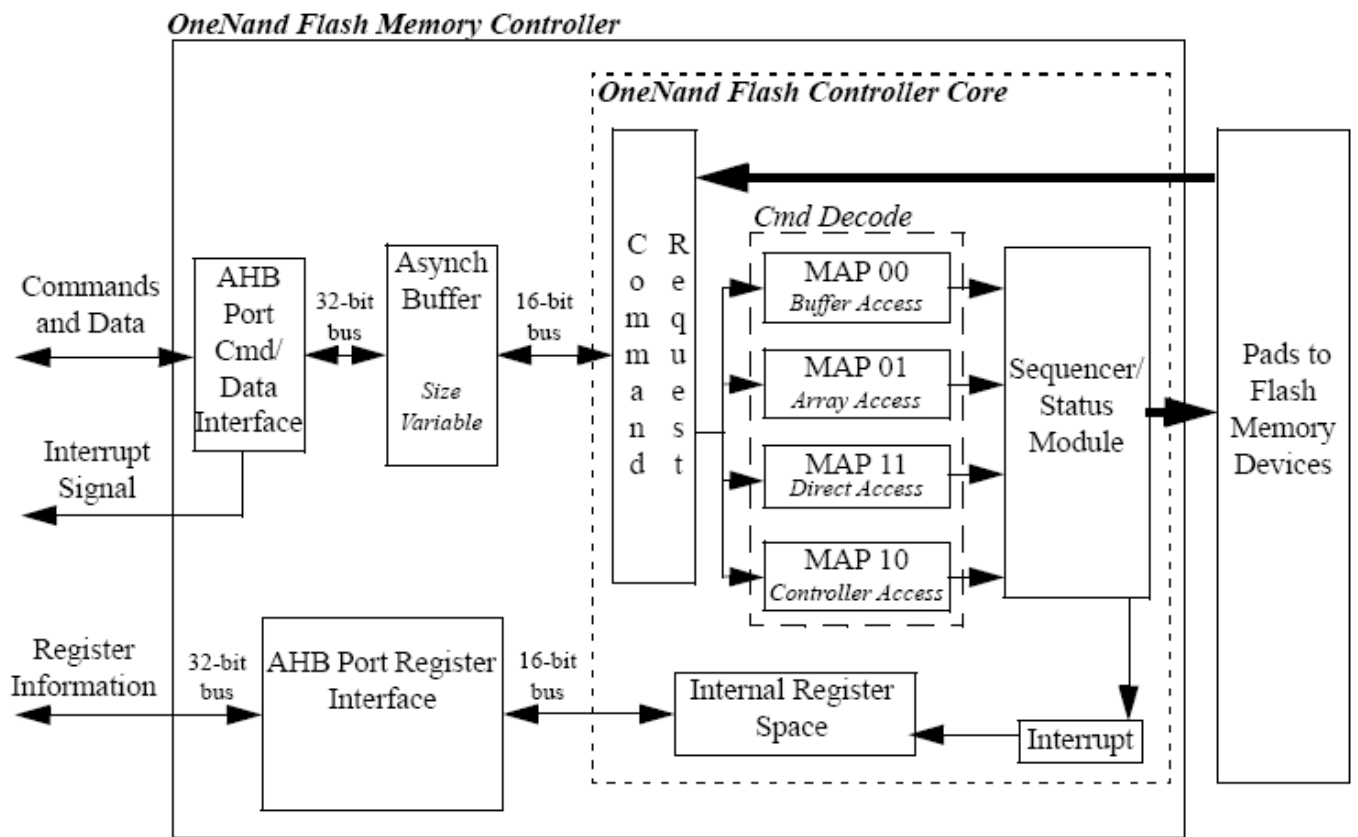 OneNand Flash Memory Controller
OneNand Flash Controller Core
Commands
and Data
Interrupt
Signal
AHB
Port
Cmd/
Data
Interface
32-bit
bus
Asynch
Buffer
Size
Variable
16-bit
bus
Command
Request
Cmd Decode
MAP 00
Buffer Access
MAP 01
Array Access
MAP 11
Direct Access
MAP 10
Controller Access
Sequencer/
Status
Module
Pads to
Flash
Memory
Devices
Register
Information
32-bit
bus
AHB Port Register
Interface
16-bit
bus
Internal Register
Space
Interrupt